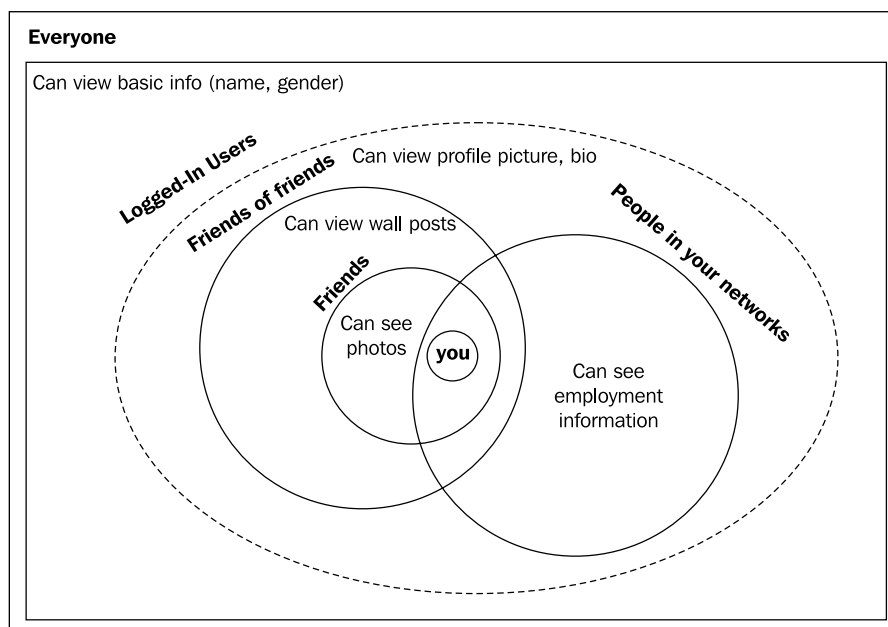 Everyone
Can view basic info (name, gender)
Logged-In Users
Can view profile picture, bio
Friends of friends
Can view wall posts
People in your networks
Friends
Can see
photos
you
Can see
employment
information